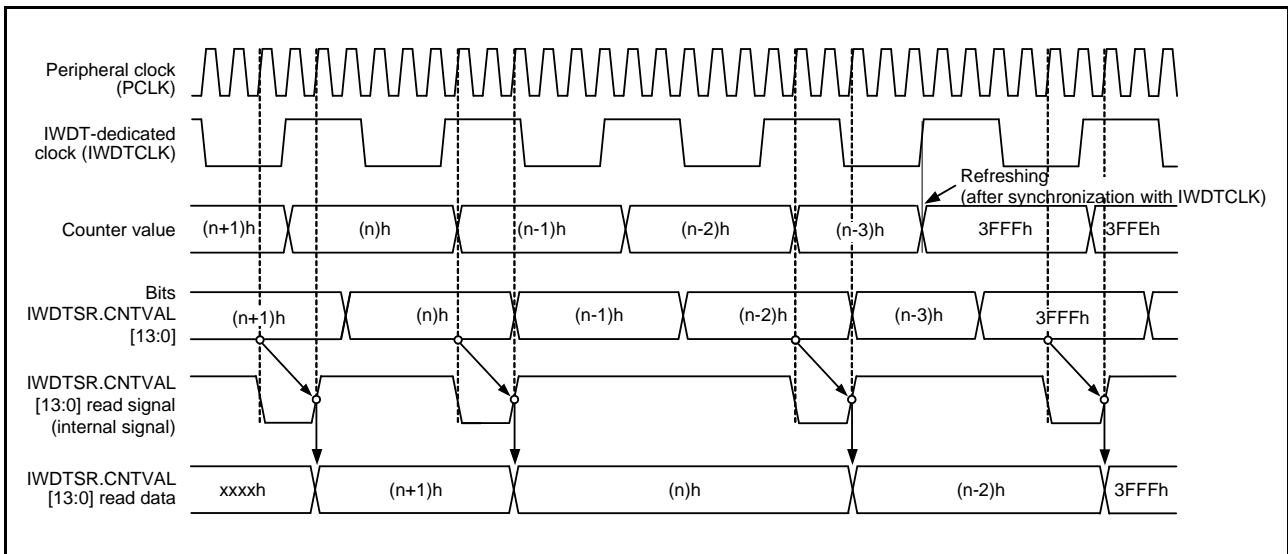 Peripheral clock
(PCLK)
IWDT-dedicated
clock (IWDTCLK)
Refreshing
(after synchronization with IWDTCLK)
Counter value
(n+1)h
(n)h
(n-1)h
(n-2)h
(n-3)h
3FFFh
3FFEh
Bits
IWDTSR.CNTVAL
[13:0]
(n+1)h
(n)h
(n-1)h
(n-2)h
(n-3)h
3FFFh
IWDTSR.CNTVAL
[13:0] read signal
(internal signal)
IWDTSR.CNTVAL
[13:0] read data
xxxxh
(n+1)h
(n)h
(n-2)h
3FFFh